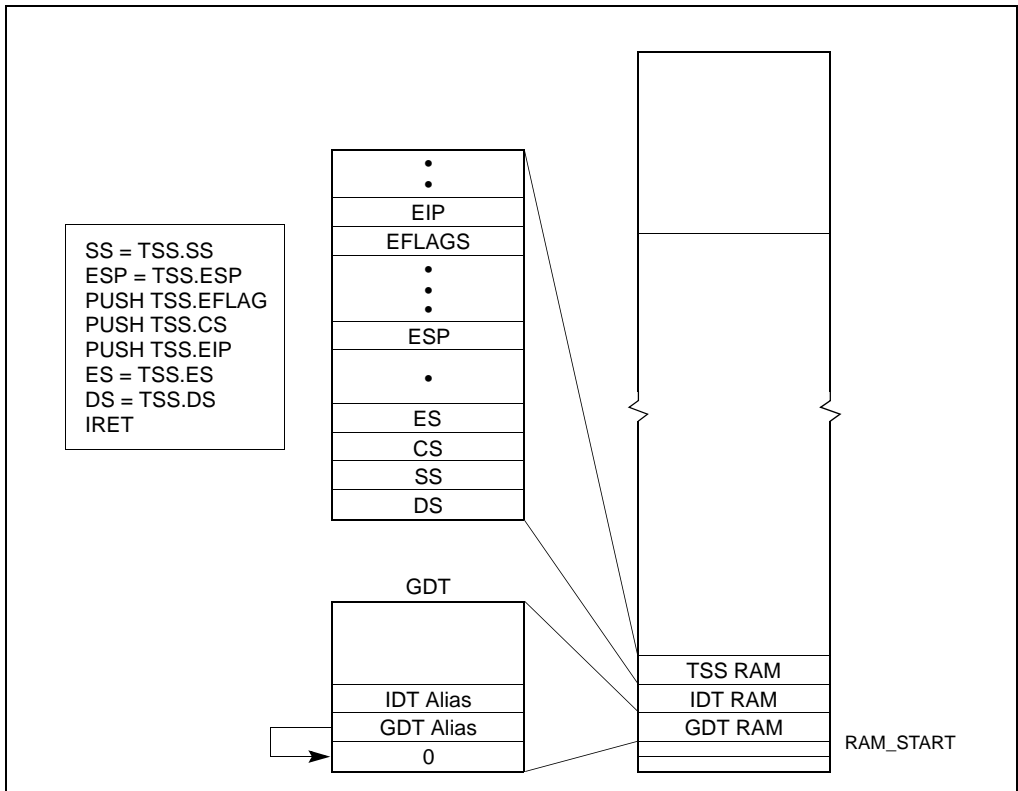 SS = TSS.SS
ESP = TSS.ESP
PUSH TSS.EFLAG
PUSH TSS.CS
PUSH TSS.EIP
ES = TSS.ES
DS = TSS.DS
IRET
EIP
EFLAGS
ESP
ES
CS
SS
DS
GDT
IDT Alias
GDT Alias
0
TSS RAM
IDT RAM
GDT RAM
RAM_START